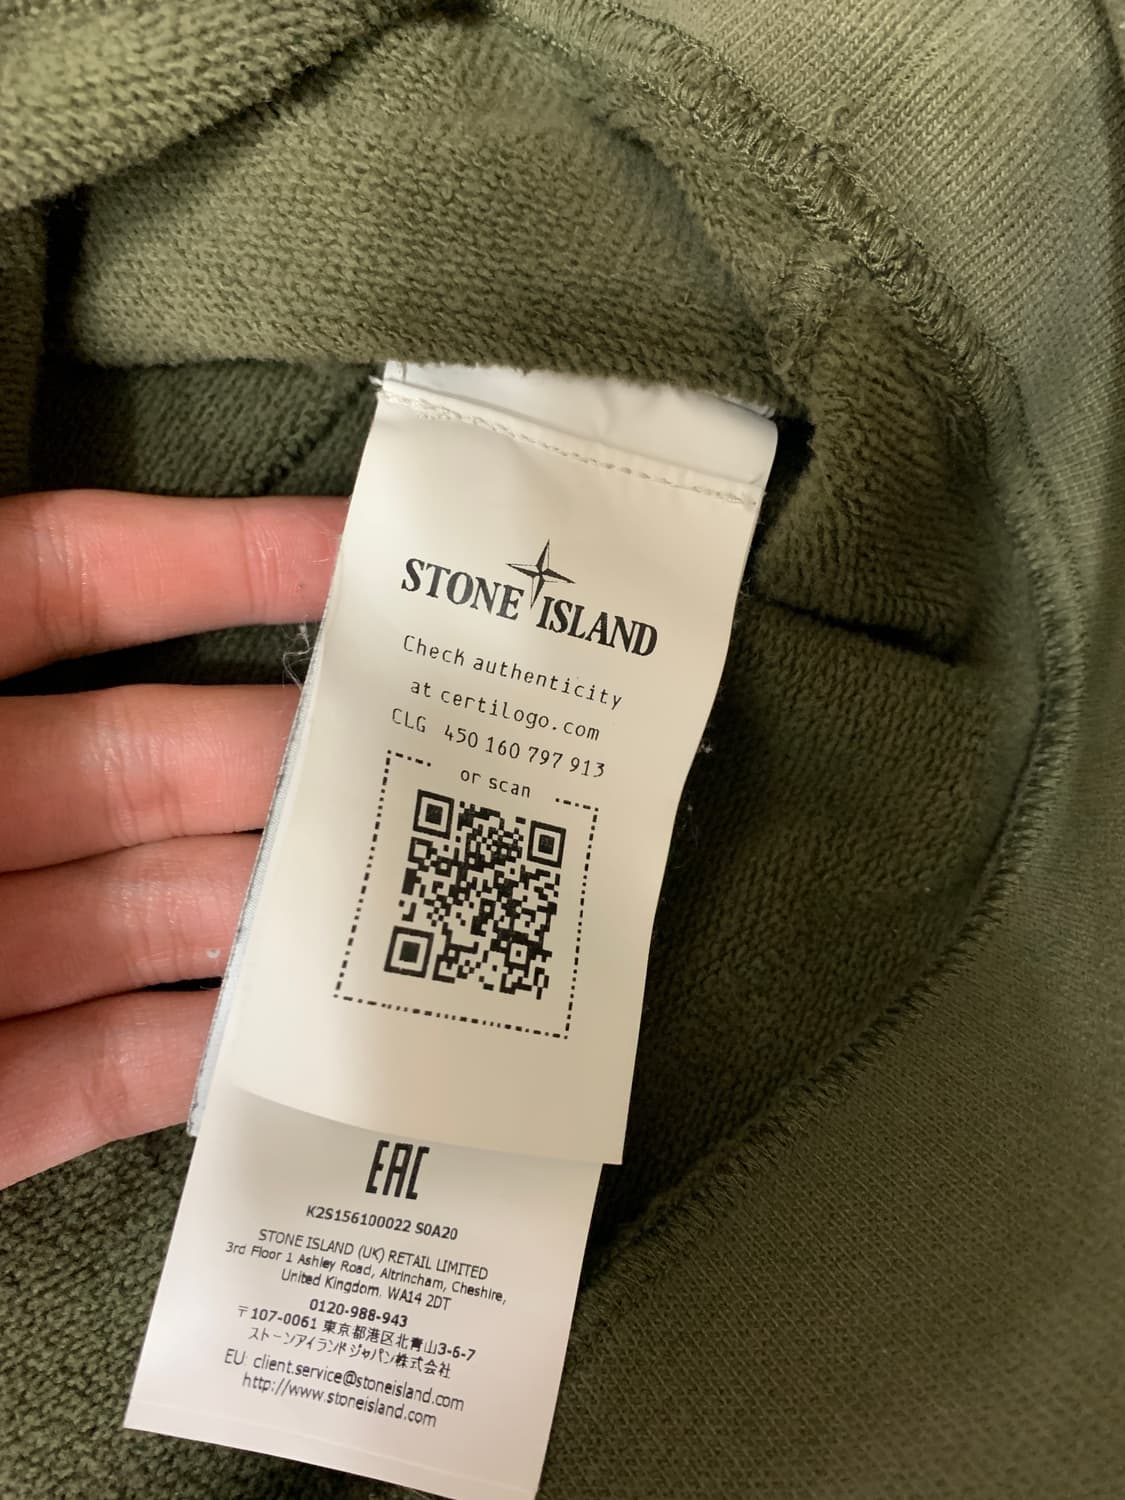 STONE ISLAND
Check authenticity
at certilogo.com
CLG 450 160 797 913
or scan
EAC
K2S156100022 S0A20
STONE ISLAND (UK) RETAIL LIMITED
3rd Floor 1 Ashley Road, Altrincham, Cheshire,
United Kingdom, WA14 2DT
0120-988-943
〒107-0061 東京都港区北青山3-6-7
ストーンアイランドジャパン株式会社
EU: client.service@stoneisland.com
http://www.stoneisland.com